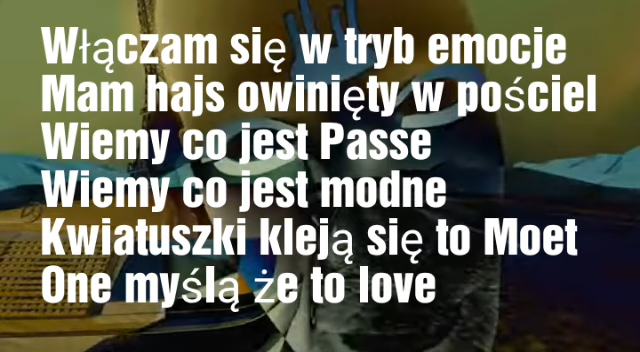 Włączam się w tryb emocje
Mam hajs owinięty w pościel
Wiemy co jest Passe
Wiemy co jest modne
Kwiatuszki kleją się to Moet
One myślą że to love